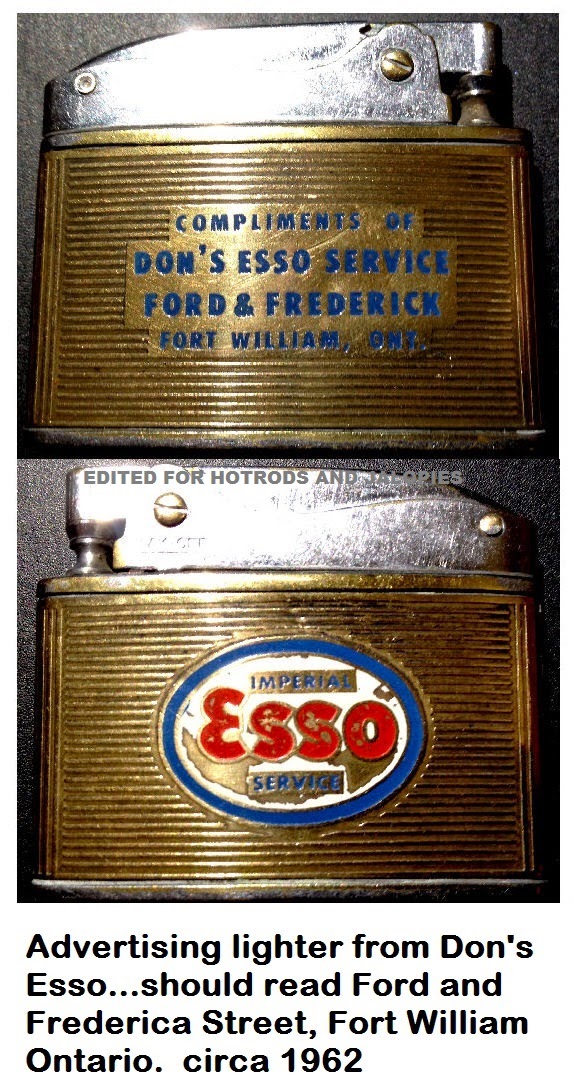 COMPLIMENTS OF
DON'S ESSO SERVICE
FORD & FREDERICK
FORT WILLIAM, ONT.
EDITED FOR HOTRODS AND JALOPIES
IMPERIAL
Esso
SERVICE
Advertising lighter from Don's
Esso...should read Ford and
Frederica Street, Fort William
Ontario. circa 1962